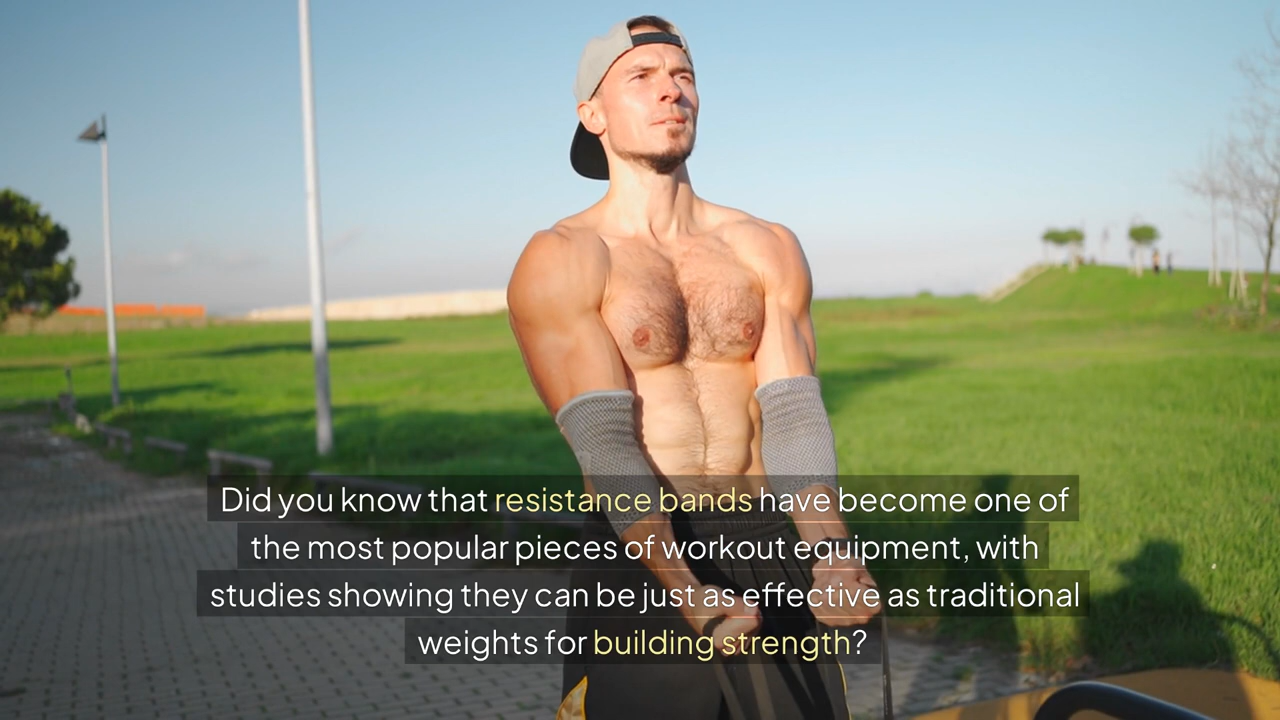 Did you know that resistance bands have become one of
the most popular pieces of workout equipment, with
studies showing they can be just as effective as traditional
weights for building strength?